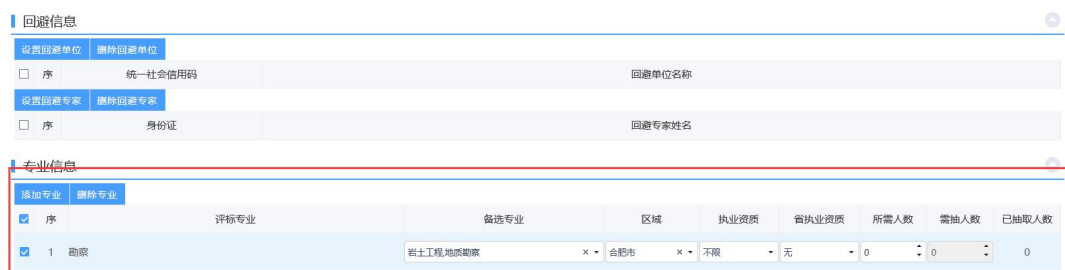 回避信息
设置回避单位 删除回避单位
序 统一社会信用码 回避单位名称
设置回避专家 删除回避专家
序 身份证 回避专家姓名
专业信息
添加专业 删除专业
序 评标专业 备选专业 区域 执业资质 省执业资质 所需人数 需抽人数 已抽取人数
1 勘察 岩土工程,地质勘察 合肥市 不限 无 0 0 0